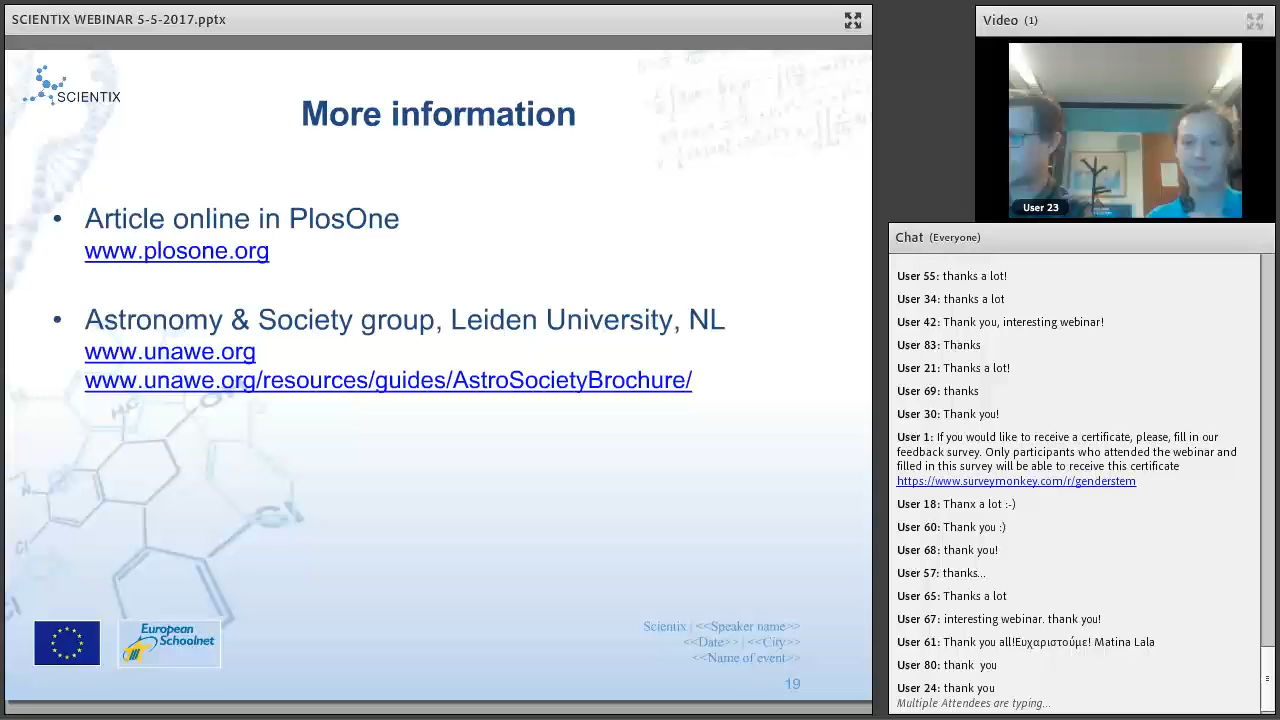 SCIENTIX WEBINAR 5-5-2017.pptx
SCIENTIX
More information
• Article online in PlosOne
www.plosone.org
• Astronomy & Society group, Leiden University, NL
www.unawe.org
www.unawe.org/resources/guides/AstroSocietyBrochure/
European
Schoolnet
Scientix | <<Speaker name>>
<<Date>> | <<City>>
<<Name of event>>
19
Video (1)
User 23
Chat (Everyone)
User 55: thanks a lot!
User 34: thanks a lot
User 42: Thank you, interesting webinar!
User 83: Thanks
User 21: Thanks a lot!
User 69: thanks
User 30: Thank you!
User 1: If you would like to receive a certificate, please, fill in our
feedback survey. Only participants who attended the webinar and
filled in this survey will be able to receive this certificate
https://www.surveymonkey.com/r/genderstem
User 18: Thanx a lot :-)
User 60: Thank you :)
User 68: thank you!
User 57: thanks...
User 65: Thanks a lot
User 67: interesting webinar. thank you!
User 61: Thank you all!Ευχαριστούμε! Matina Lala
User 80: thank  you
User 24: thank you
Multiple Attendees are typing...